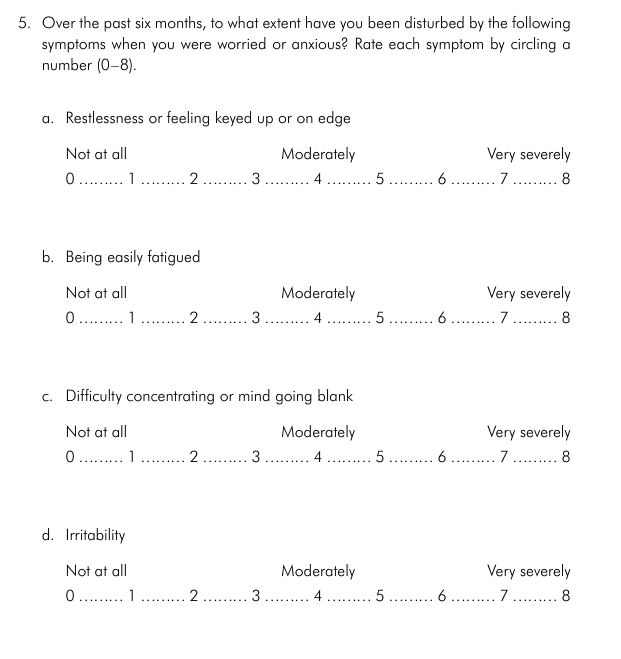 5. Over the past six months, to what extent have you been disturbed by the following
symptoms when you were worried or anxious? Rate each symptom by circling a
number (0–8).
a. Restlessness or feeling keyed up or on edge
Not at all Moderately Very severely
0 ......... 1 ......... 2 ......... 3 ......... 4 ......... 5 ......... 6 ......... 7 ......... 8
b. Being easily fatigued
Not at all Moderately Very severely
0 ......... 1 ......... 2 ......... 3 ......... 4 ......... 5 ......... 6 ......... 7 ......... 8
c. Difficulty concentrating or mind going blank
Not at all Moderately Very severely
0 ......... 1 ......... 2 ......... 3 ......... 4 ......... 5 ......... 6 ......... 7 ......... 8
d. Irritability
Not at all Moderately Very severely
0 ......... 1 ......... 2 ......... 3 ......... 4 ......... 5 ......... 6 ......... 7 ......... 8